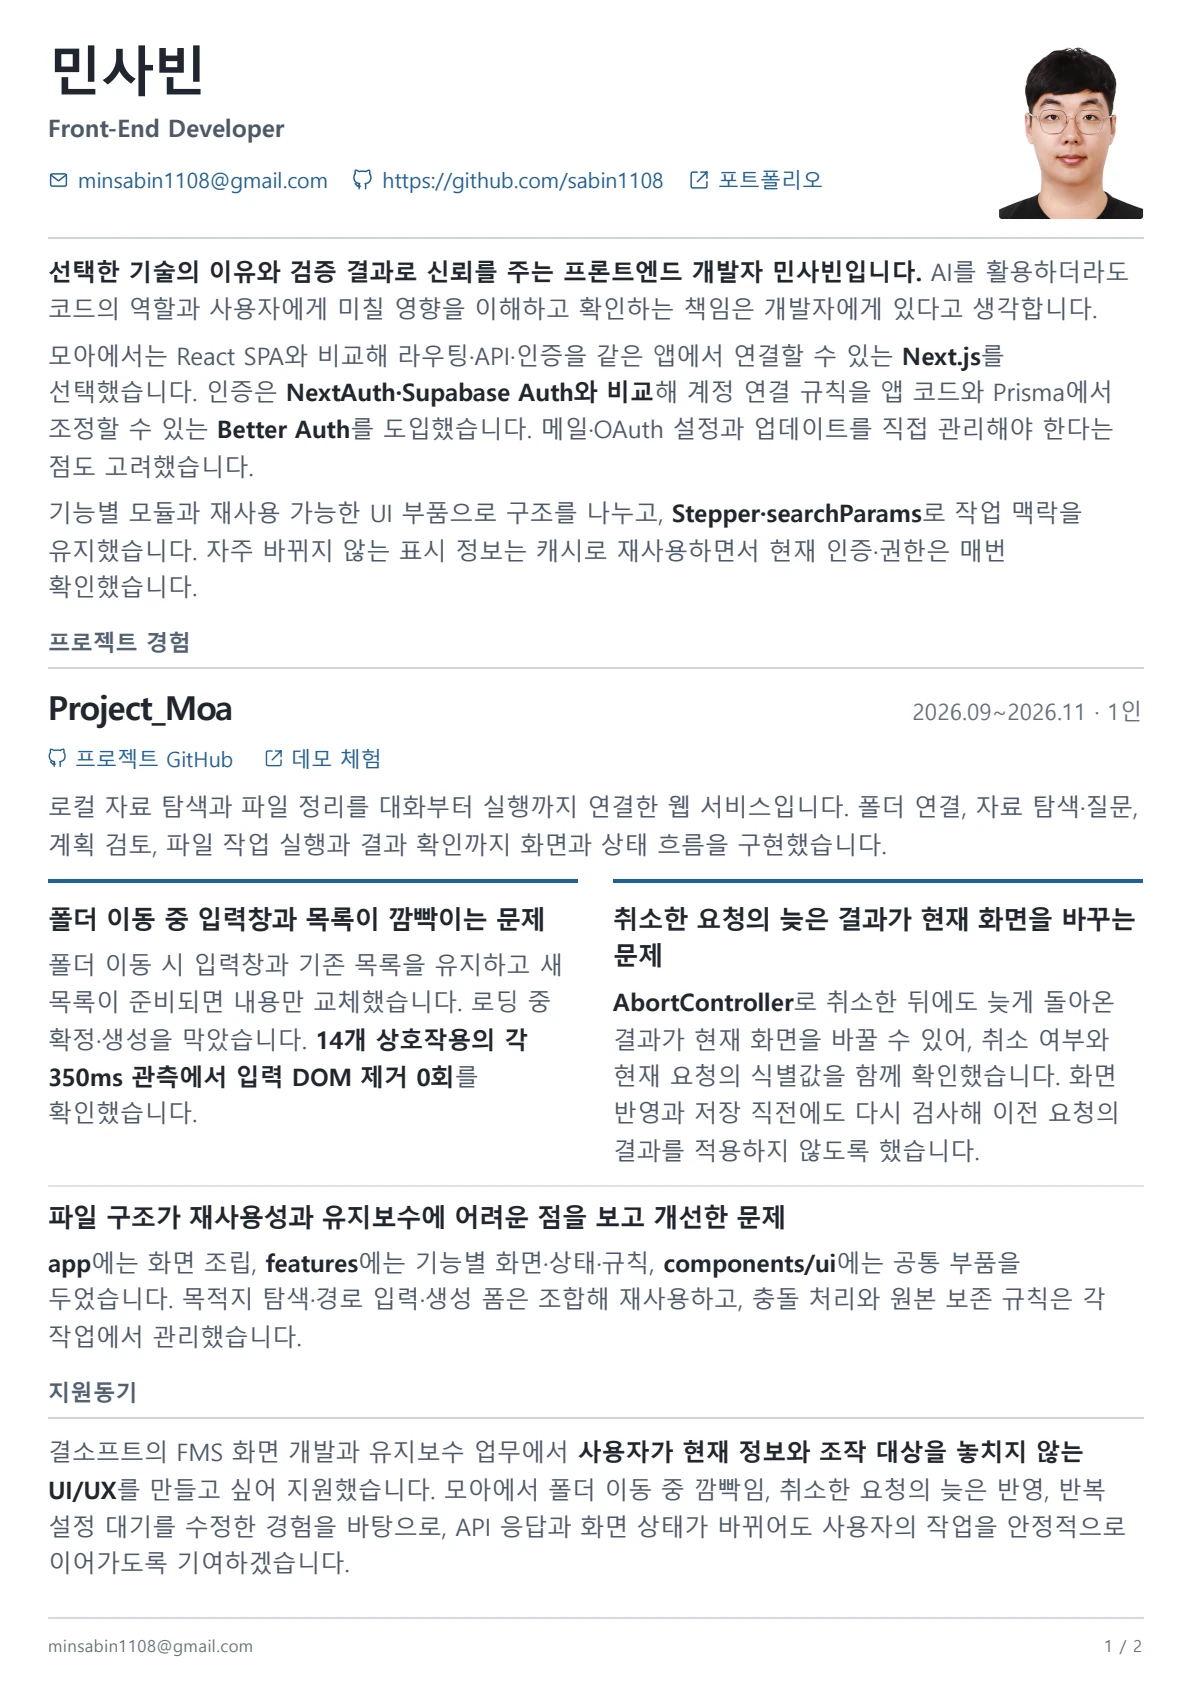 민사빈
Front-End Developer
minsabin1108@gmail.com https://github.com/sabin1108 포트폴리오
선택한 기술의 이유와 검증 결과로 신뢰를 주는 프론트엔드 개발자 민사빈입니다. AI를 활용하더라도
코드의 역할과 사용자에게 미칠 영향을 이해하고 확인하는 책임은 개발자에게 있다고 생각합니다.
모아에서는 React SPA와 비교해 라우팅·API·인증을 같은 앱에서 연결할 수 있는 Next.js를
선택했습니다. 인증은 NextAuth·Supabase Auth와 비교해 계정 연결 규칙을 앱 코드와 Prisma에서
조정할 수 있는 Better Auth를 도입했습니다. 메일·OAuth 설정과 업데이트를 직접 관리해야 한다는
점도 고려했습니다.
기능별 모듈과 재사용 가능한 UI 부품으로 구조를 나누고, Stepper·searchParams로 작업 맥락을
유지했습니다. 자주 바뀌지 않는 표시 정보는 캐시로 재사용하면서 현재 인증·권한은 매번
확인했습니다.
프로젝트 경험
Project_Moa 2026.09~2026.11 · 1인
프로젝트 GitHub 데모 체험
로컬 자료 탐색과 파일 정리를 대화부터 실행까지 연결한 웹 서비스입니다. 폴더 연결, 자료 탐색·질문,
계획 검토, 파일 작업 실행과 결과 확인까지 화면과 상태 흐름을 구현했습니다.
폴더 이동 중 입력창과 목록이 깜빡이는 문제
폴더 이동 시 입력창과 기존 목록을 유지하고 새
목록이 준비되면 내용만 교체했습니다. 로딩 중
확정·생성을 막았습니다. 14개 상호작용의 각
350ms 관측에서 입력 DOM 제거 0회를
확인했습니다.
취소한 요청의 늦은 결과가 현재 화면을 바꾸는
문제
AbortController로 취소한 뒤에도 늦게 돌아온
결과가 현재 화면을 바꿀 수 있어, 취소 여부와
현재 요청의 식별값을 함께 확인했습니다. 화면
반영과 저장 직전에도 다시 검사해 이전 요청의
결과를 적용하지 않도록 했습니다.
파일 구조가 재사용성과 유지보수에 어려운 점을 보고 개선한 문제
app에는 화면 조립, features에는 기능별 화면·상태·규칙, components/ui에는 공통 부품을
두었습니다. 목적지 탐색·경로 입력·생성 폼은 조합해 재사용하고, 충돌 처리와 원본 보존 규칙은 각
작업에서 관리했습니다.
지원동기
결소프트의 FMS 화면 개발과 유지보수 업무에서 사용자가 현재 정보와 조작 대상을 놓치지 않는
UI/UX를 만들고 싶어 지원했습니다. 모아에서 폴더 이동 중 깜빡임, 취소한 요청의 늦은 반영, 반복
설정 대기를 수정한 경험을 바탕으로, API 응답과 화면 상태가 바뀌어도 사용자의 작업을 안정적으로
이어가도록 기여하겠습니다.
minsabin1108@gmail.com 1 / 2